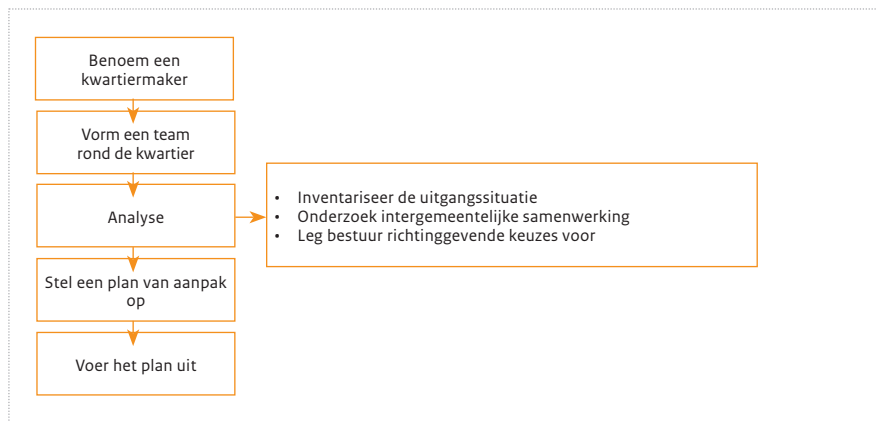 Benoem een
kwartiermaker
Vorm een team
rond de kwartier
Analyse
• Inventariseer de uitgangssituatie
• Onderzoek intergemeentelijke samenwerking
• Leg bestuur richtinggevende keuzes voor
Stel een plan van aanpak
op
Voer het plan uit